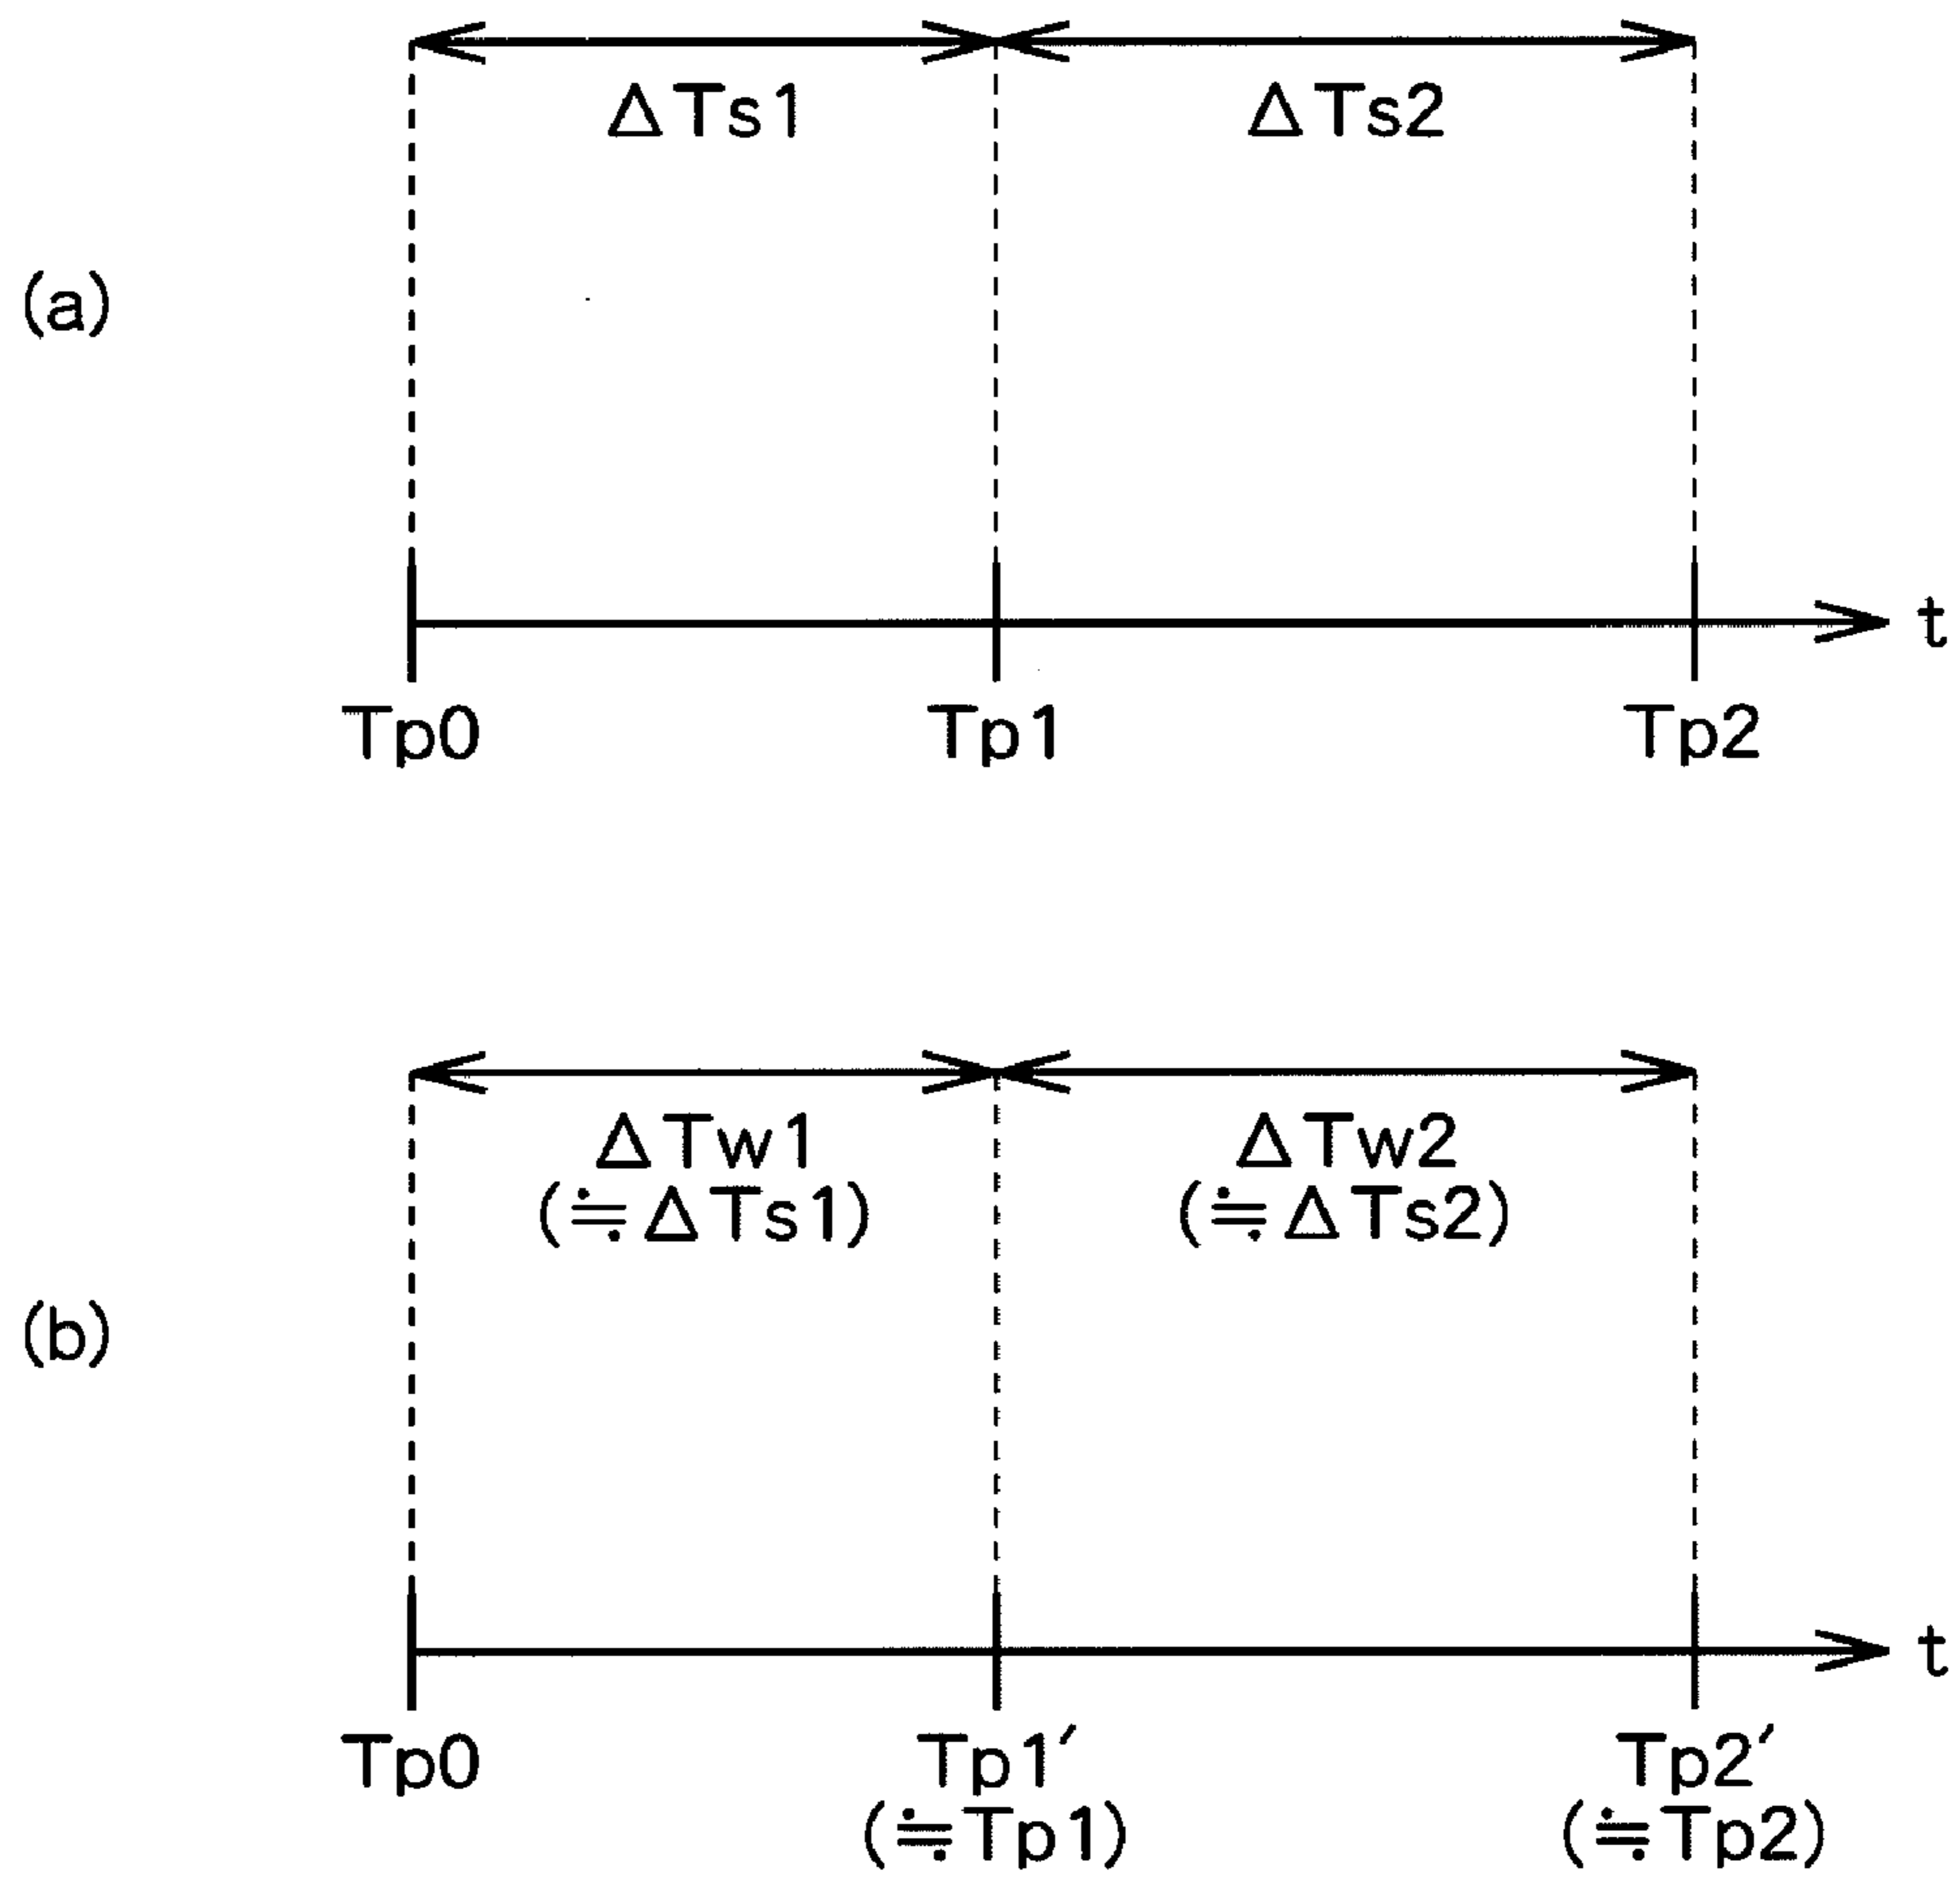 ΔTs1 ΔTs2
(a)
t
Tp0 Tp1 Tp2
ΔTw1 ΔTw2
(≒ΔTs1) (≒ΔTs2)
(b)
t
Tp0 Tp1′ Tp2′
(≒Tp1) (≒Tp2)